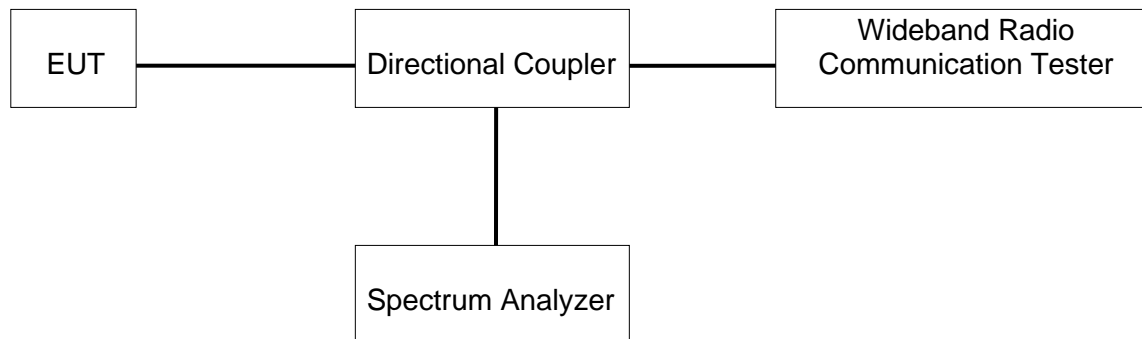 EUT
Directional Coupler
Wideband Radio
Communication Tester
Spectrum Analyzer